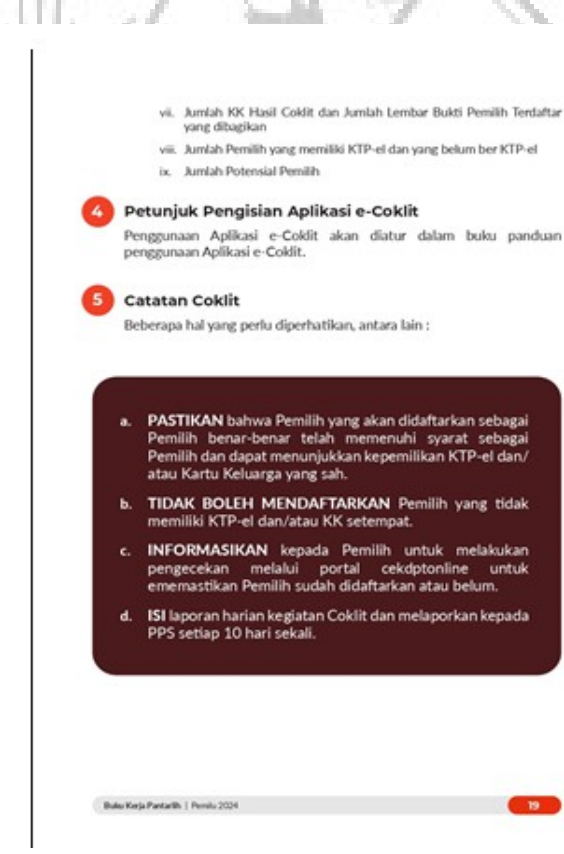 vii. Jumlah KK Hasil Coklit dan Jumlah Lembar Bukti Pemilih Terdaftar
yang dibagikan
viii. Jumlah Pemilih yang memiliki KTP-el dan yang belum ber KTP-el
ix. Jumlah Potensial Pemilih
4 Petunjuk Pengisian Aplikasi e-Coklit
Penggunaan Aplikasi e-Coklit akan diatur dalam buku panduan
penggunaan Aplikasi e-Coklit.
5 Catatan Coklit
Beberapa hal yang perlu diperhatikan, antara lain :
a. PASTIKAN bahwa Pemilih yang akan didaftarkan sebagai
Pemilih benar-benar telah memenuhi syarat sebagai
Pemilih dan dapat menunjukkan kepemilikan KTP-el dan/
atau Kartu Keluarga yang sah.
b. TIDAK BOLEH MENDAFTARKAN Pemilih yang tidak
memiliki KTP-el dan/atau KK setempat.
c. INFORMASIKAN kepada Pemilih untuk melakukan
pengecekan melalui portal cekdptonline untuk
ememastikan Pemilih sudah didaftarkan atau belum.
d. ISI laporan harian kegiatan Coklit dan melaporkan kepada
PPS setiap 10 hari sekali.
Buku Kerja Pantarlih | Pemilu 2024
19